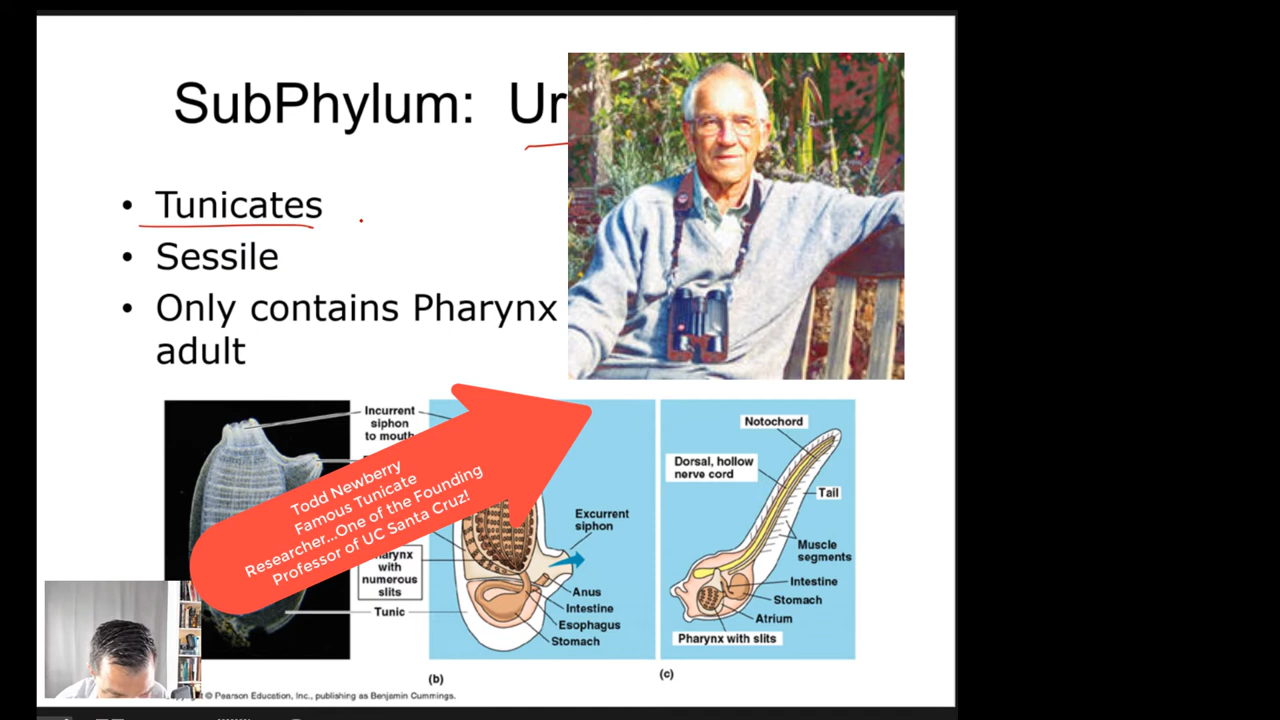 SubPhylum: Ur
• Tunicates
• Sessile
• Only contains Pharynx
adult
Incurrent
siphon
to mouth
Todd Newberry
Famous Tunicate
Researcher...One of the Founding
Professor of UC Santa Cruz!
with
numerous
slits
Tunic
Excurrent
siphon
Anus
Intestine
Esophagus
Stomach
(b)
Notochord
Dorsal, hollow
nerve cord
Tail
Muscle
segments
Intestine
Stomach
Atrium
Pharynx with slits
(c)
© Pearson Education, Inc., publishing as Benjamin Cummings.